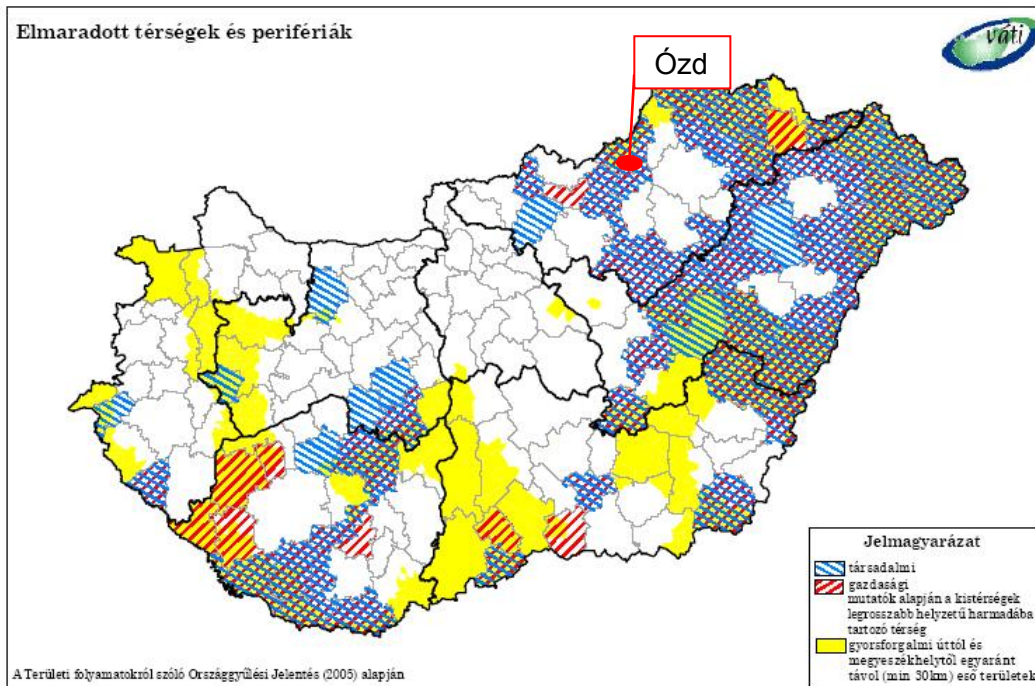 Elmaradott térségek és perifériák
váti
Ózd
Jelmagyarázat
társadalmi
gazdasági
mutatók alapján a kistérségek
legrosszabb helyzetű harmadába
tartozó térség
gyorsforgalmi úttól és
megyeszékhelytől egyaránt
távol (min 30km) eső területek
A Területi folyamatokról szóló Országgyűlési Jelentés (2005) alapján